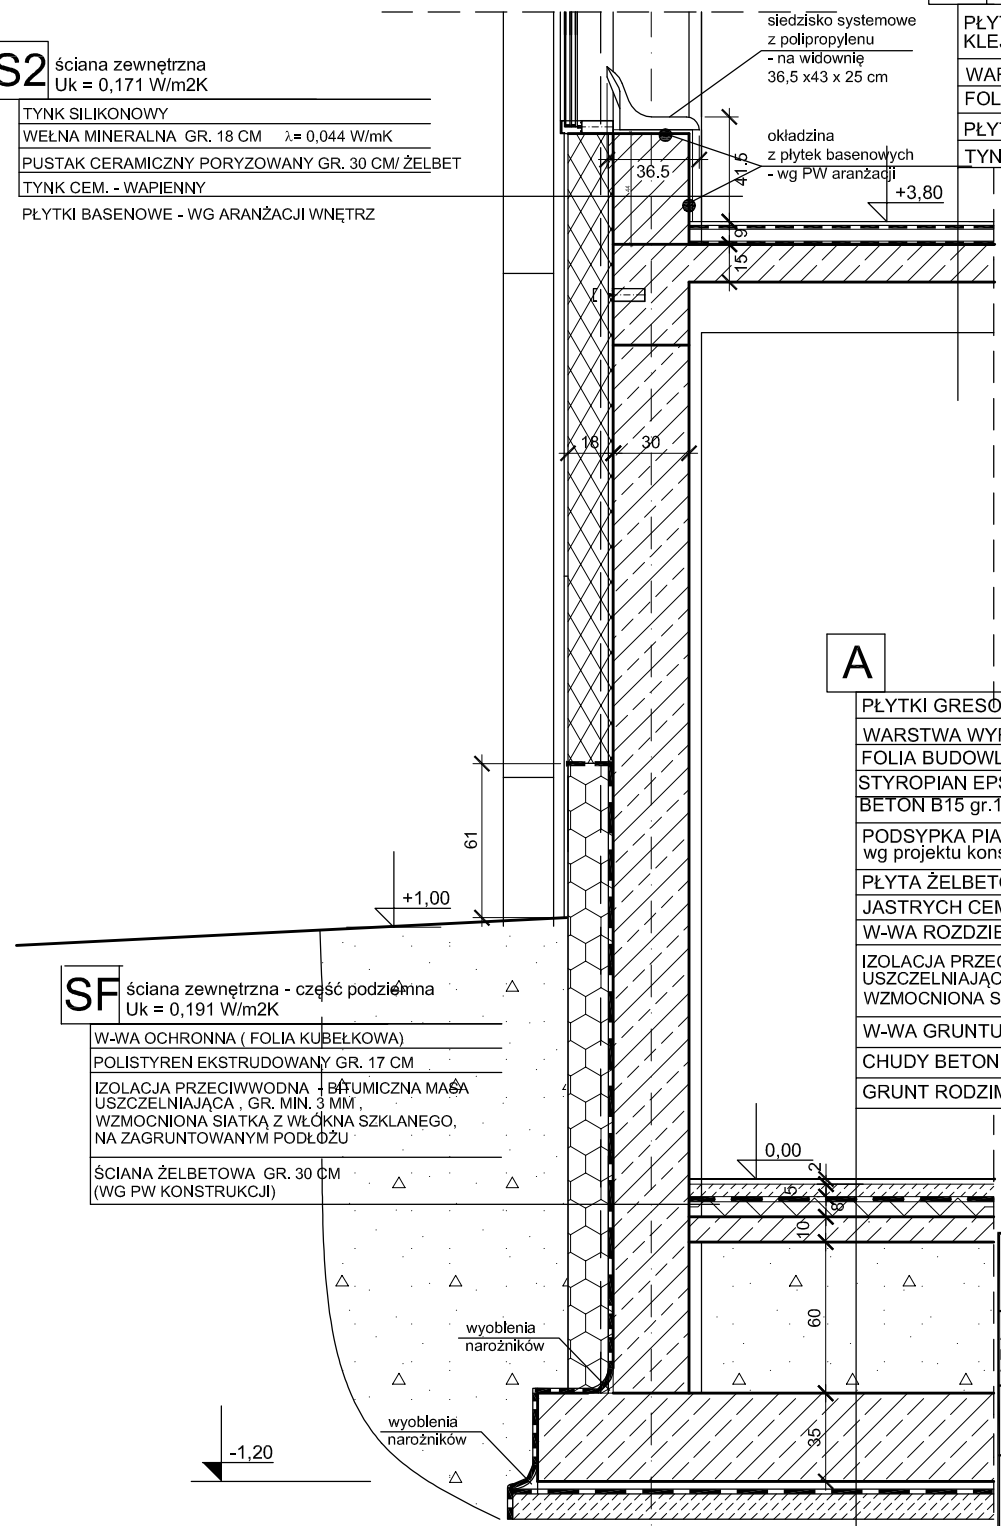 siedzisko systemowe
z polipropylenu
- na widownię
36,5 x43 x 25 cm
S2
ściana zewnętrzna
Uk = 0,171 W/m2K
TYNK SILIKONOWY
WEŁNA MINERALNA GR. 18 CM λ= 0,044 W/mK
PUSTAK CERAMICZNY PORYZOWANY GR. 30 CM/ ŻELBET
TYNK CEM. - WAPIENNY
PŁYTKI BASENOWE - WG ARANŻACJI WNĘTRZ
okładzina
z płytek basenowych
- wg PW aranżacji
36.5
44
41.5
+3,80
9
15
18
30
61
+1,00
A
PŁYTKI GRESO
WARSTWA WYR
FOLIA BUDOWL
STYROPIAN EPS
BETON B15 gr.1
PODSYPKA PIA
wg projektu kons
PŁYTA ŻELBETO
JASTRYCH CEM
W-WA ROZDZIE
IZOLACJA PRZEC
USZCZELNIAJĄC
WZMOCNIONA S
W-WA GRUNTU
CHUDY BETON
GRUNT RODZIM
SF
ściana zewnętrzna - część podziemna
Uk = 0,191 W/m2K
W-WA OCHRONNA ( FOLIA KUBEŁKOWA)
POLISTYREN EKSTRUDOWANY GR. 17 CM
IZOLACJA PRZECIWWODNA - BITUMICZNA MASA
USZCZELNIAJĄCA , GR. MIN. 3 MM ,
WZMOCNIONA SIATKĄ Z WŁÓKNA SZKLANEGO,
NA ZAGRUNTOWANYM PODŁOŻU
ŚCIANA ŻELBETOWA GR. 30 CM
(WG PW KONSTRUKCJI)
0,00
2
5
8
10
60
35
wyoblenia
narożników
wyoblenia
narożników
-1,20
PŁYT
KLEJ
WAR
FOL
PŁYT
TYN